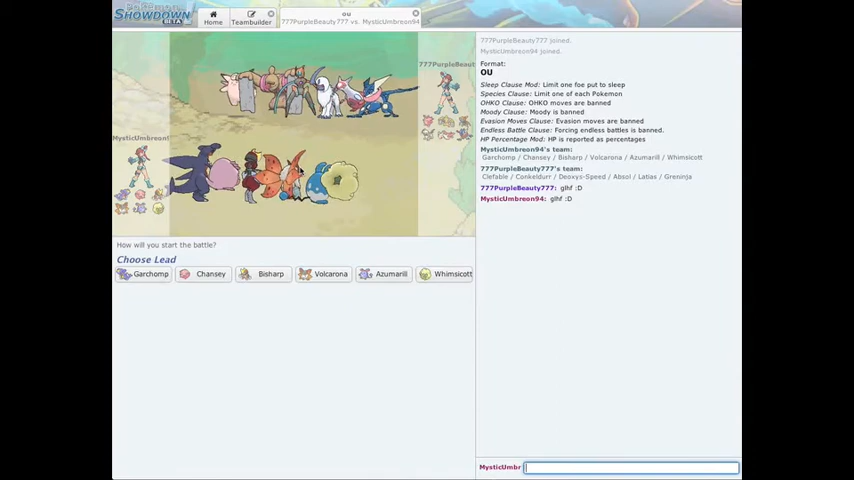 POKÉMON
SHOWDOWN
BETA
Home
Teambuilder
ou
777PurpleBeauty777 vs. MysticUmbreon94
777PurpleBeaut
MysticUmbreon!
How will you start the battle?
Choose Lead
Garchomp Chansey Bisharp Volcarona Azumarill Whimsicott
777PurpleBeauty777 joined.
MysticUmbreon94 joined.
Format:
OU
Sleep Clause Mod: Limit one foe put to sleep
Species Clause: Limit one of each Pokemon
OHKO Clause: OHKO moves are banned
Moody Clause: Moody is banned
Evasion Moves Clause: Evasion moves are banned
Endless Battle Clause: Forcing endless battles is banned.
HP Percentage Mod: HP is reported as percentages
MysticUmbreon94's team:
Garchomp / Chansey / Bisharp / Volcarona / Azumarill / Whimsicott
777PurpleBeauty777's team:
Clefable / Conkeldurr / Deoxys-Speed / Absol / Latias / Greninja
777PurpleBeauty777: glhf :D
MysticUmbreon94: glhf :D
MysticUmbr